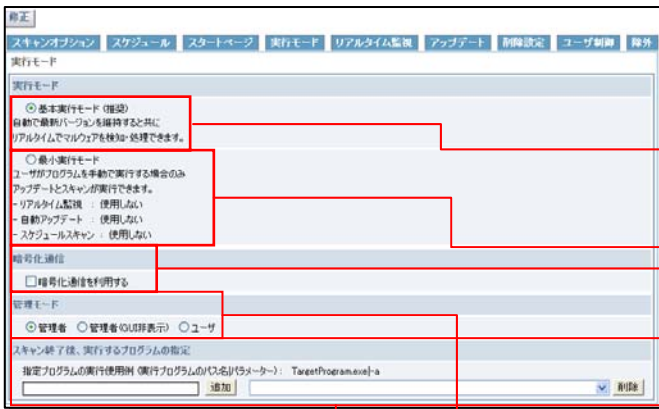 修正
スキャンオプション スケジュール スタートページ 実行モード リアルタイム監視 アップデート 削除設定 ユーザ制御 除外
実行モード
実行モード
基本実行モード (推奨)
自動で最新バージョンを維持すると共に
リアルタイムでマルウェアを検知・処理できます。
最小実行モード
ユーザがプログラムを手動で実行する場合のみ
アップデートとスキャンが実行できます。
- リアルタイム監視 : 使用しない
- 自動アップデート : 使用しない
- スケジュールスキャン : 使用しない
暗号化通信
暗号化通信を利用する
管理モード
管理者 管理者(GUI非表示) ユーザ
スキャン終了後、実行するプログラムの指定
指定プログラムの実行使用例 (実行プログラムのパス名|パラメーター) : TargetProgram.exe|-a
追加 削除